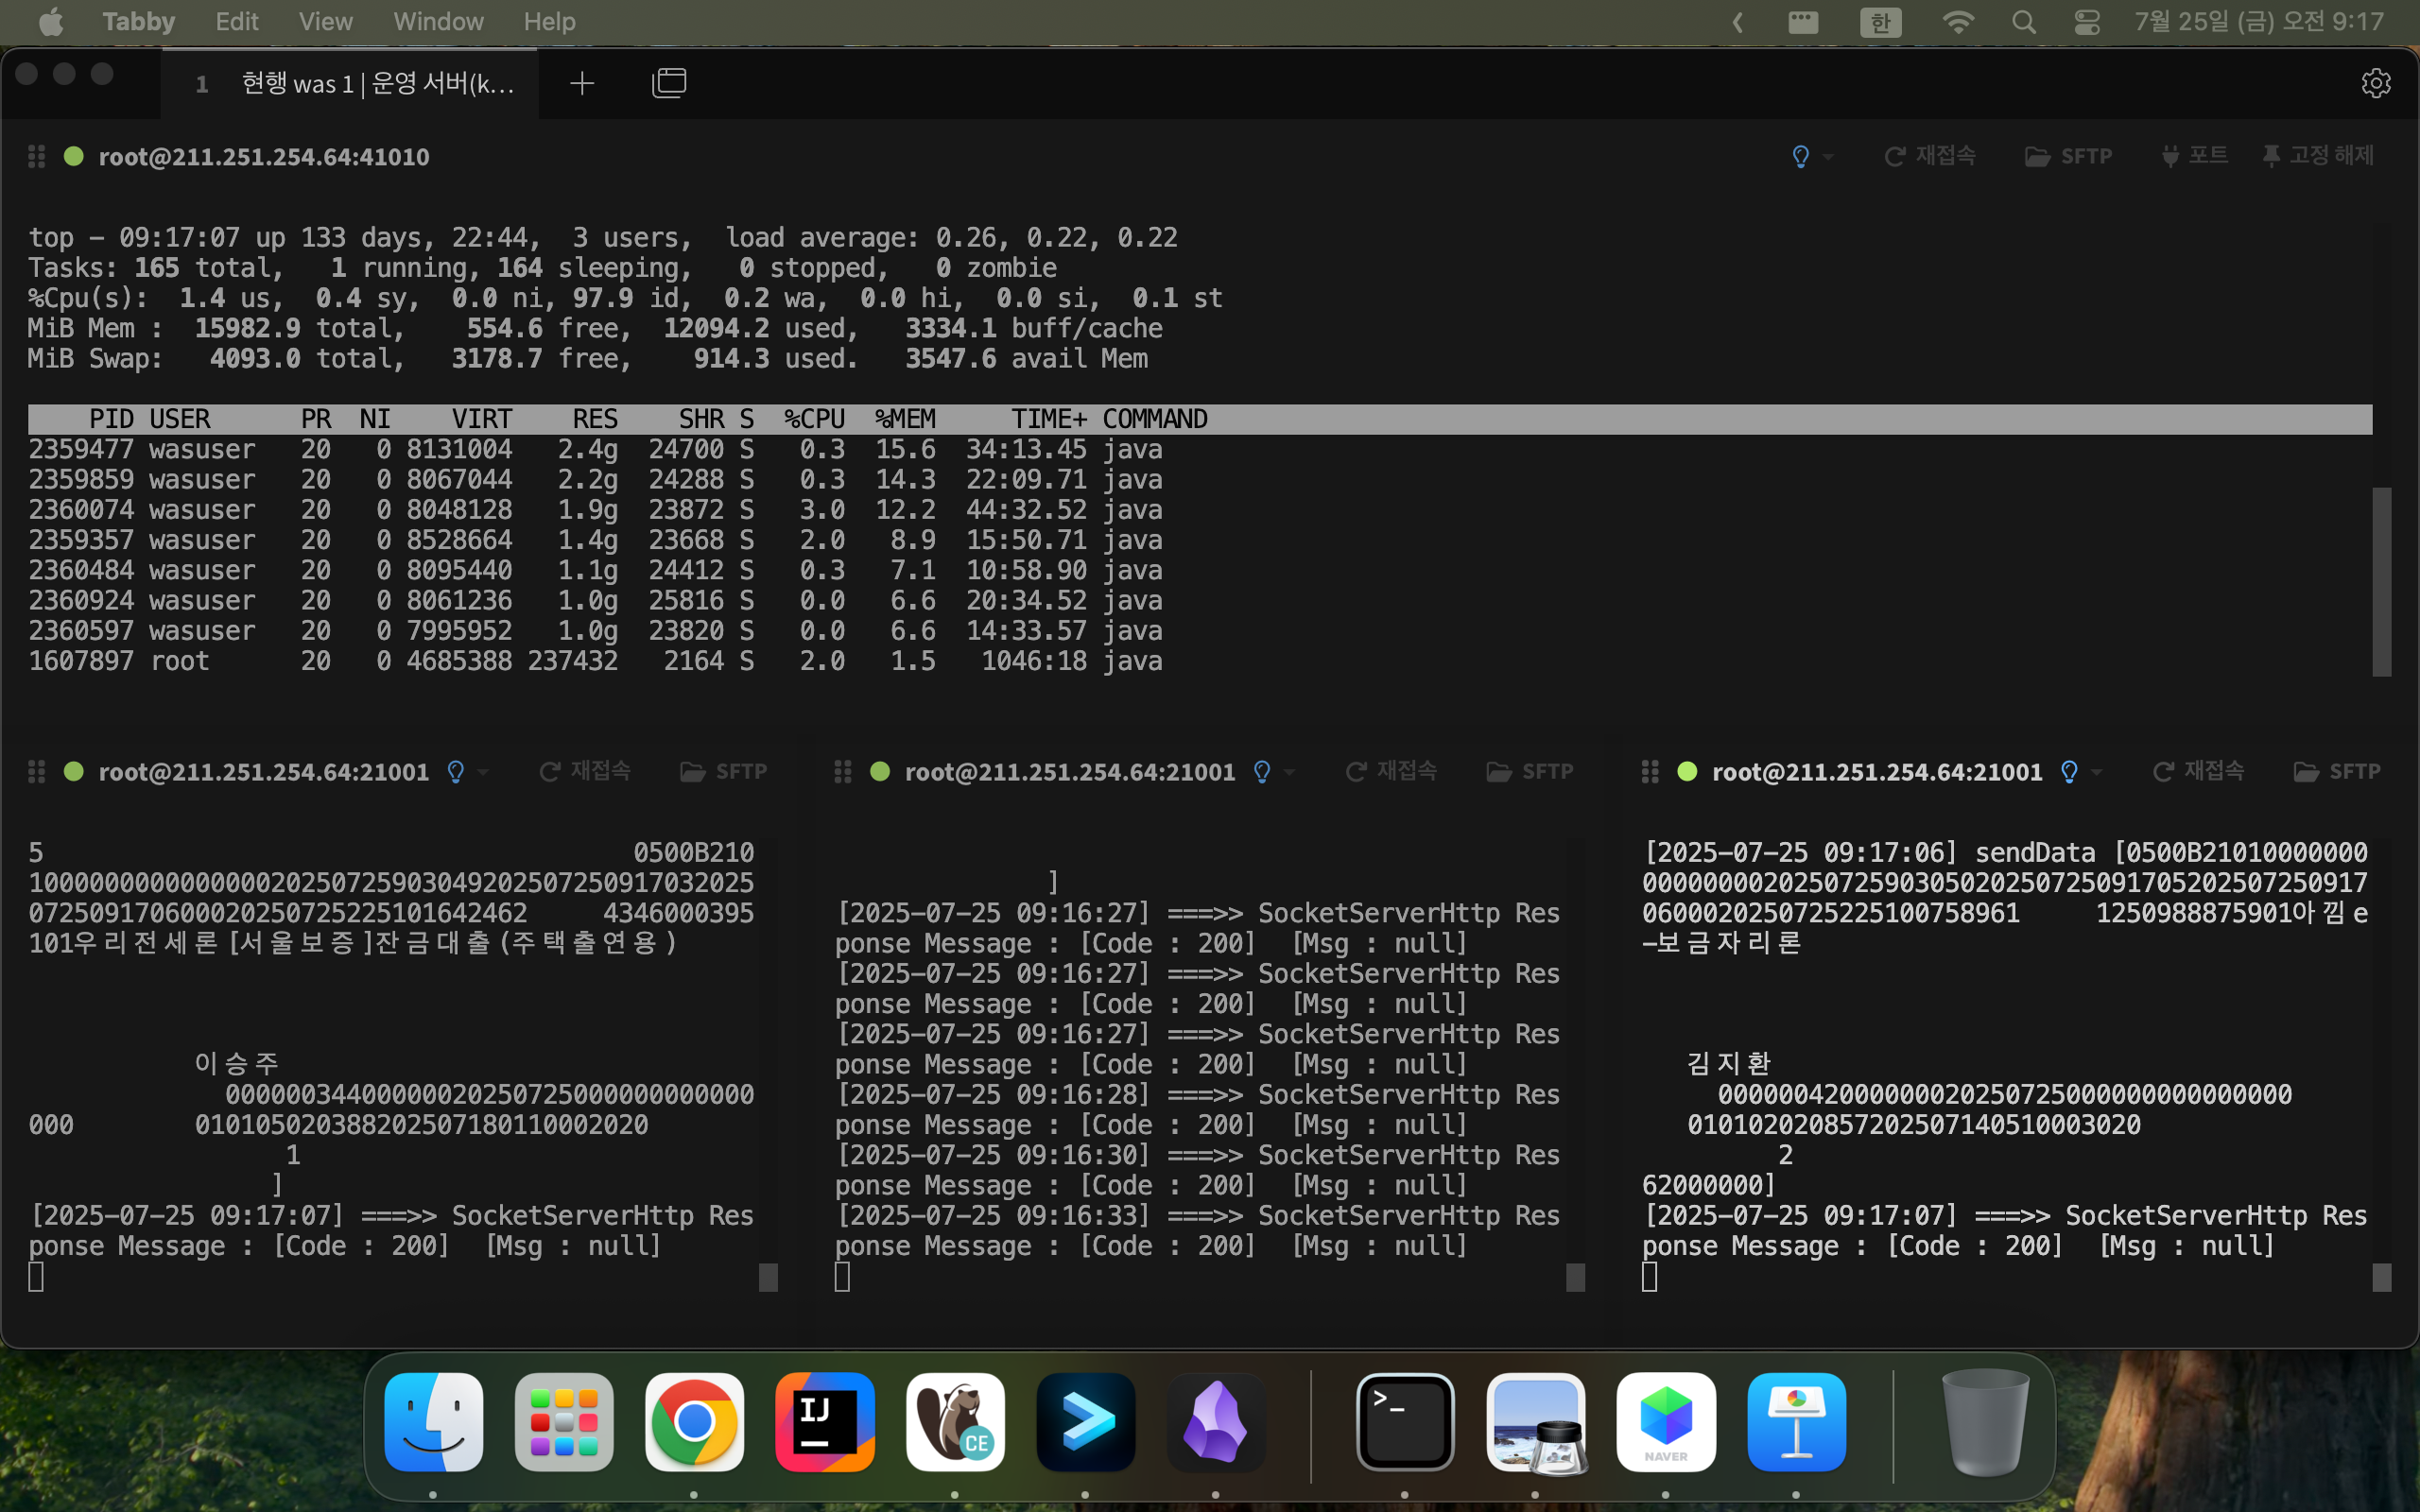 Tabby Edit View Window Help 한 7월 25일 (금) 오전 9:17
1 현행 was 1 | 운영 서버(k...
root@211.251.254.64:41010 재접속 SFTP 포트 고정 해제
top - 09:17:07 up 133 days, 22:44, 3 users, load average: 0.26, 0.22, 0.22
Tasks: 165 total, 1 running, 164 sleeping, 0 stopped, 0 zombie
%Cpu(s): 1.4 us, 0.4 sy, 0.0 ni, 97.9 id, 0.2 wa, 0.0 hi, 0.0 si, 0.1 st
MiB Mem : 15982.9 total, 554.6 free, 12094.2 used, 3334.1 buff/cache
MiB Swap: 4093.0 total, 3178.7 free, 914.3 used. 3547.6 avail Mem
PID USER PR NI VIRT RES SHR S %CPU %MEM TIME+ COMMAND
2359477 wasuser 20 0 8131004 2.4g 24700 S 0.3 15.6 34:13.45 java
2359859 wasuser 20 0 8067044 2.2g 24288 S 0.3 14.3 22:09.71 java
2360074 wasuser 20 0 8048128 1.9g 23872 S 3.0 12.2 44:32.52 java
2359357 wasuser 20 0 8528664 1.4g 23668 S 2.0 8.9 15:50.71 java
2360484 wasuser 20 0 8095440 1.1g 24412 S 0.3 7.1 10:58.90 java
2360924 wasuser 20 0 8061236 1.0g 25816 S 0.0 6.6 20:34.52 java
2360597 wasuser 20 0 7995952 1.0g 23820 S 0.0 6.6 14:33.57 java
1607897 root 20 0 4685388 237432 2164 S 2.0 1.5 1046:18 java
root@211.251.254.64:21001 재접속 SFTP
5 0500B210
100000000000000020250725903049202507250917032025
0725091706000202507252251016424​62 4346000395
101우리전세론 [서울보증]잔금대출(주택출연용)
이승주
00000034400000020250725000000000000
000 010105020388202507180110002020
1
]
[2025-07-25 09:17:07] ===>> SocketServerHttp Res
ponse Message : [Code : 200] [Msg : null]
root@211.251.254.64:21001 재접속 SFTP
]
[2025-07-25 09:16:27] ===>> SocketServerHttp Res
ponse Message : [Code : 200] [Msg : null]
[2025-07-25 09:16:27] ===>> SocketServerHttp Res
ponse Message : [Code : 200] [Msg : null]
[2025-07-25 09:16:27] ===>> SocketServerHttp Res
ponse Message : [Code : 200] [Msg : null]
[2025-07-25 09:16:28] ===>> SocketServerHttp Res
ponse Message : [Code : 200] [Msg : null]
[2025-07-25 09:16:30] ===>> SocketServerHttp Res
ponse Message : [Code : 200] [Msg : null]
[2025-07-25 09:16:33] ===>> SocketServerHttp Res
ponse Message : [Code : 200] [Msg : null]
root@211.251.254.64:21001 재접속 SFTP
[2025-07-25 09:17:06] sendData [0500B21010000000
000000002025072590305020250725091705202507250917
06000202507252251007589​61 1250988875901아낌e
-보금자리론
김지환
00000042000000020250725000000000000000
010102020857202507140510003020
2
62000000]
[2025-07-25 09:17:07] ===>> SocketServerHttp Res
ponse Message : [Code : 200] [Msg : null]
IJ CE >_ NAVER